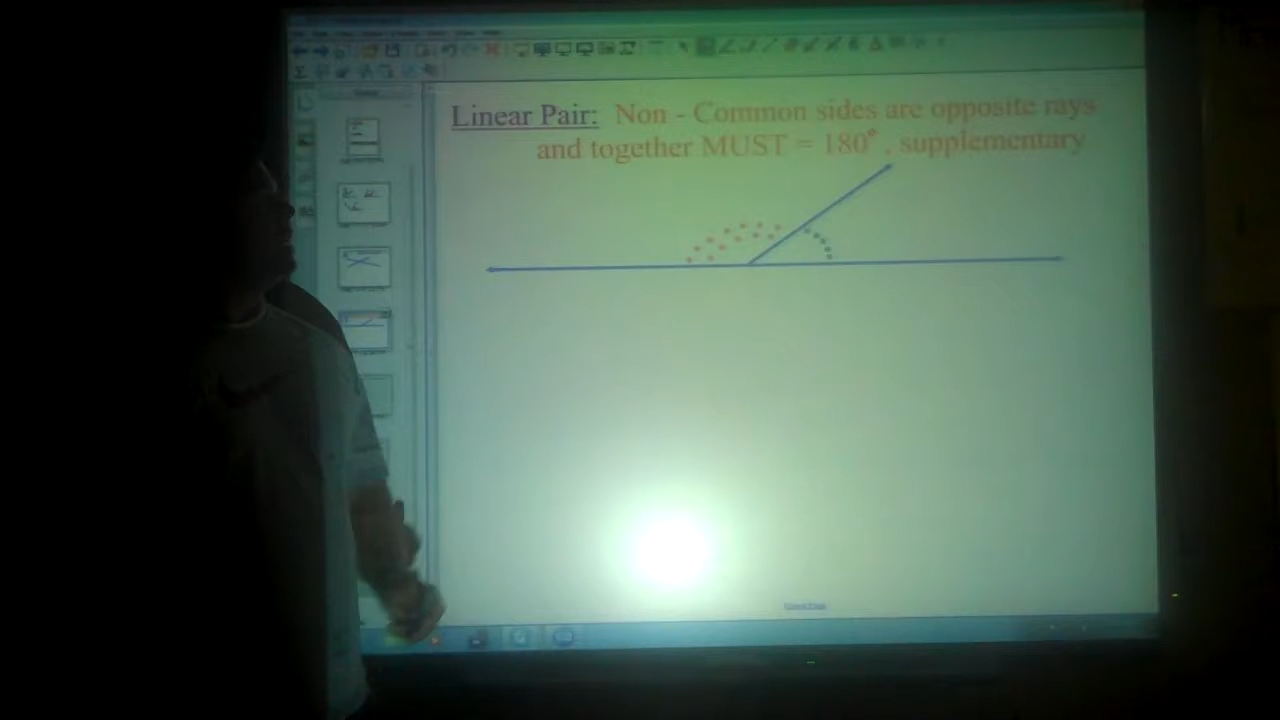 Linear Pair: Non - Common sides are opposite rays
and together MUST = 180°, supplementary